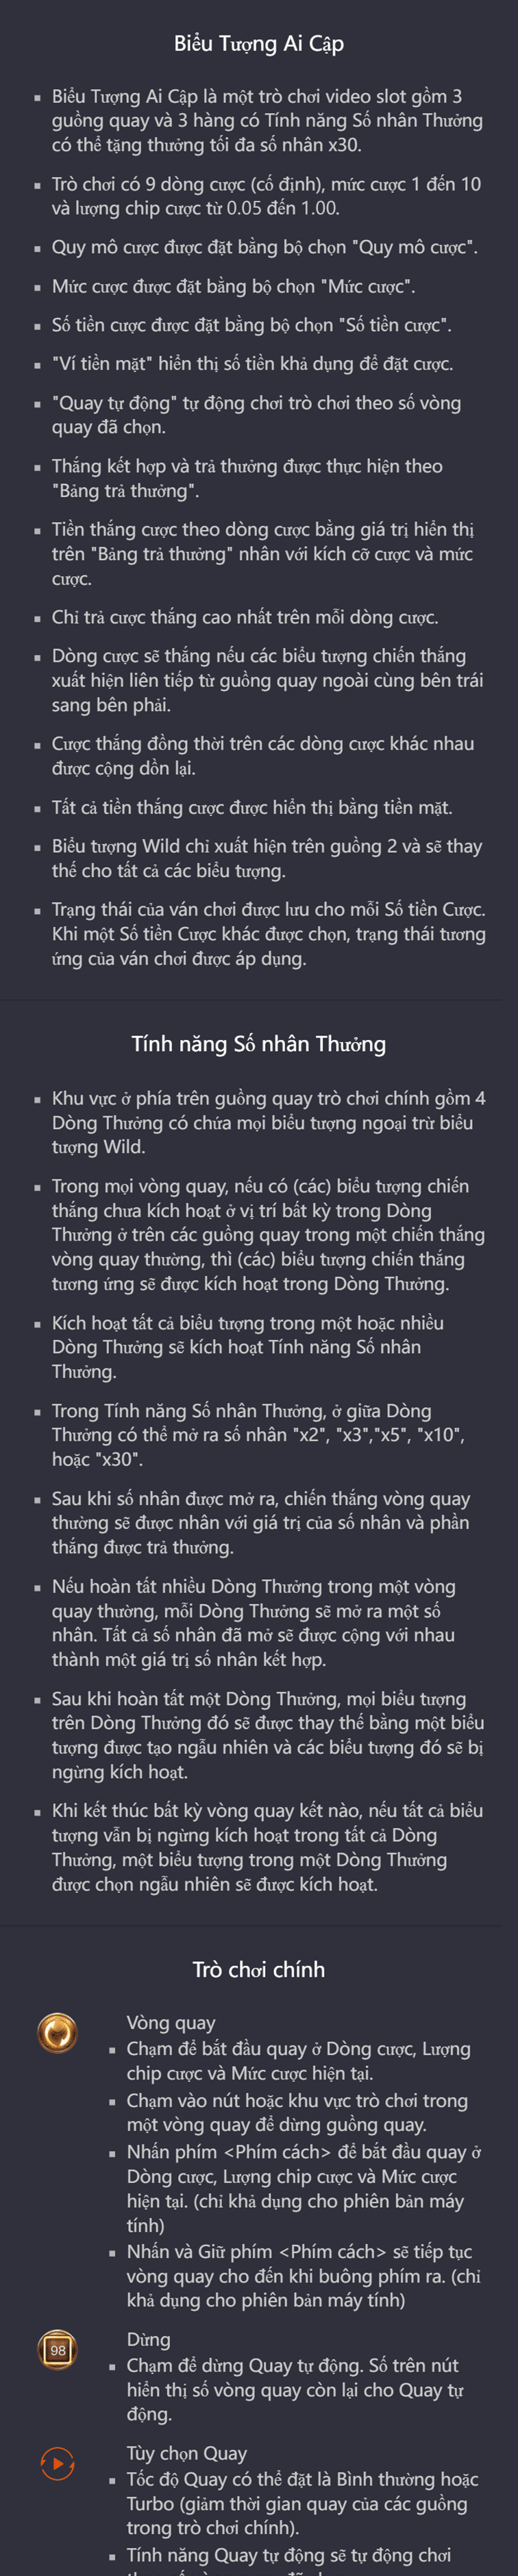 Biểu Tượng Ai Cập
Biểu Tượng Ai Cập là một trò chơi video slot gồm 3
guồng quay và 3 hàng có Tính năng Số nhân Thưởng
có thể tặng thưởng tối đa số nhân x30.
Trò chơi có 9 dòng cược (cố định), mức cược 1 đến 10
và lượng chip cược từ 0.05 đến 1.00.
Quy mô cược được đặt bằng bộ chọn "Quy mô cược".
Mức cược được đặt bằng bộ chọn "Mức cược".
Số tiền cược được đặt bằng bộ chọn "Số tiền cược".
"Ví tiền mặt" hiển thị số tiền khả dụng để đặt cược.
"Quay tự động" tự động chơi trò chơi theo số vòng
quay đã chọn.
Thắng kết hợp và trả thưởng được thực hiện theo
"Bảng trả thưởng".
Tiền thắng cược theo dòng cược bằng giá trị hiển thị
trên "Bảng trả thưởng" nhân với kích cỡ cược và mức
cược.
Chỉ trả cược thắng cao nhất trên mỗi dòng cược.
Dòng cược sẽ thắng nếu các biểu tượng chiến thắng
xuất hiện liên tiếp từ guồng quay ngoài cùng bên trái
sang bên phải.
Cược thắng đồng thời trên các dòng cược khác nhau
được cộng dồn lại.
Tất cả tiền thắng cược được hiển thị bằng tiền mặt.
Biểu tượng Wild chỉ xuất hiện trên guồng 2 và sẽ thay
thế cho tất cả các biểu tượng.
Trạng thái của ván chơi được lưu cho mỗi Số tiền Cược.
Khi một Số tiền Cược khác được chọn, trạng thái tương
ứng của ván chơi được áp dụng.
Tính năng Số nhân Thưởng
Khu vực ở phía trên guồng quay trò chơi chính gồm 4
Dòng Thưởng có chứa mọi biểu tượng ngoại trừ biểu
tượng Wild.
Trong mọi vòng quay, nếu có (các) biểu tượng chiến
thắng chưa kích hoạt ở vị trí bất kỳ trong Dòng
Thưởng ở trên các guồng quay trong một chiến thắng
vòng quay thường, thì (các) biểu tượng chiến thắng
tương ứng sẽ được kích hoạt trong Dòng Thưởng.
Kích hoạt tất cả biểu tượng trong một hoặc nhiều
Dòng Thưởng sẽ kích hoạt Tính năng Số nhân
Thưởng.
Trong Tính năng Số nhân Thưởng, ở giữa Dòng
Thưởng có thể mở ra số nhân "x2", "x3","x5", "x10",
hoặc "x30".
Sau khi số nhân được mở ra, chiến thắng vòng quay
thường sẽ được nhân với giá trị của số nhân và phần
thắng được trả thưởng.
Nếu hoàn tất nhiều Dòng Thưởng trong một vòng
quay thường, mỗi Dòng Thưởng sẽ mở ra một số
nhân. Tất cả số nhân đã mở sẽ được cộng với nhau
thành một giá trị số nhân kết hợp.
Sau khi hoàn tất một Dòng Thưởng, mọi biểu tượng
trên Dòng Thưởng đó sẽ được thay thế bằng một biểu
tượng được tạo ngẫu nhiên và các biểu tượng đó sẽ bị
ngừng kích hoạt.
Khi kết thúc bất kỳ vòng quay kết nào, nếu tất cả biểu
tượng vẫn bị ngừng kích hoạt trong tất cả Dòng
Thưởng, một biểu tượng trong một Dòng Thưởng
được chọn ngẫu nhiên sẽ được kích hoạt.
Trò chơi chính
Vòng quay
Chạm để bắt đầu quay ở Dòng cược, Lượng
chip cược và Mức cược hiện tại.
Chạm vào nút hoặc khu vực trò chơi trong
một vòng quay để dừng guồng quay.
Nhấn phím <Phím cách> để bắt đầu quay ở
Dòng cược, Lượng chip cược và Mức cược
hiện tại. (chỉ khả dụng cho phiên bản máy
tính)
Nhấn và Giữ phím <Phím cách> sẽ tiếp tục
vòng quay cho đến khi buông phím ra. (chỉ
khả dụng cho phiên bản máy tính)
98
Dừng
Chạm để dừng Quay tự động. Số trên nút
hiển thị số vòng quay còn lại cho Quay tự
động.
Tùy chọn Quay
Tốc độ Quay có thể đặt là Bình thường hoặc
Turbo (giảm thời gian quay của các guồng
trong trò chơi chính).
Tính năng Quay tự động sẽ tự động chơi